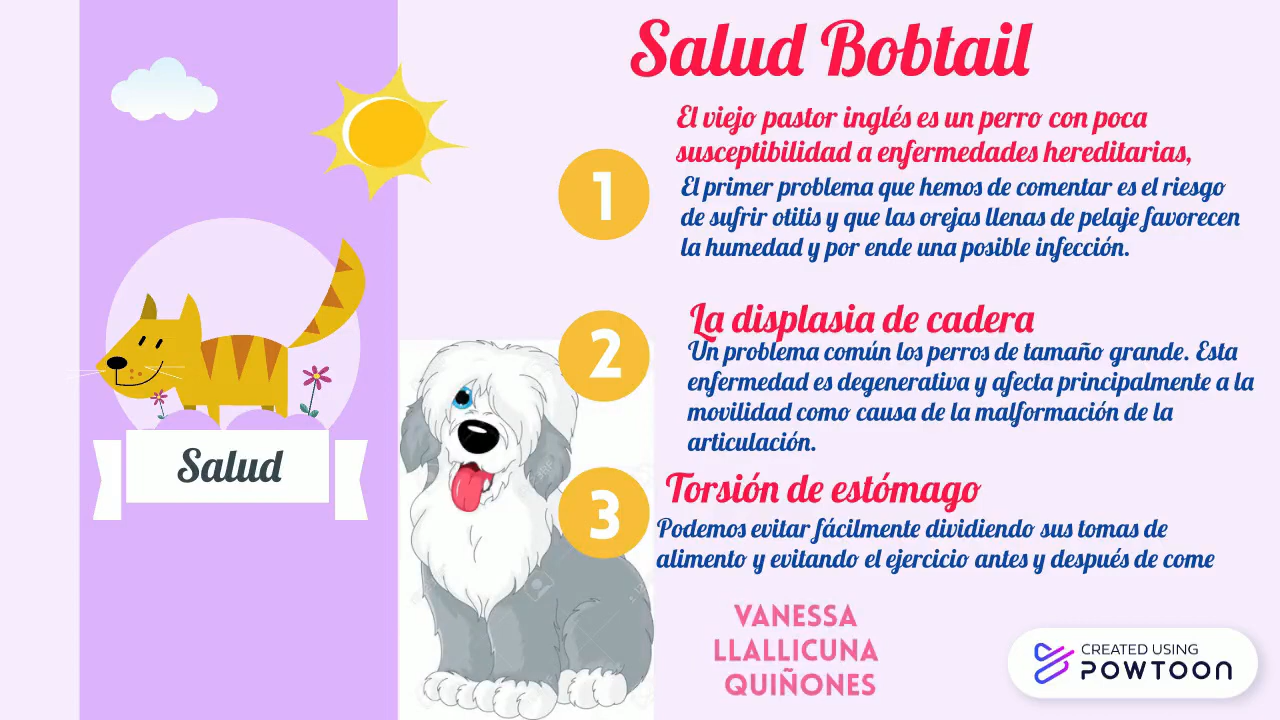 Salud Bobtail
El viejo pastor inglés es un perro con poca
susceptibilidad a enfermedades hereditarias,
1
El primer problema que hemos de comentar es el riesgo
de sufrir otitis y que las orejas llenas de pelaje favorecen
la humedad y por ende una posible infección.
2
La displasia de cadera
Un problema común los perros de tamaño grande. Esta
enfermedad es degenerativa y afecta principalmente a la
movilidad como causa de la malformación de la
articulación.
Salud
3
Torsión de estómago
Podemos evitar fácilmente dividiendo sus tomas de
alimento y evitando el ejercicio antes y después de come
VANESSA
LLALLICUNA
QUIÑONES
CREATED USING
POWTOON